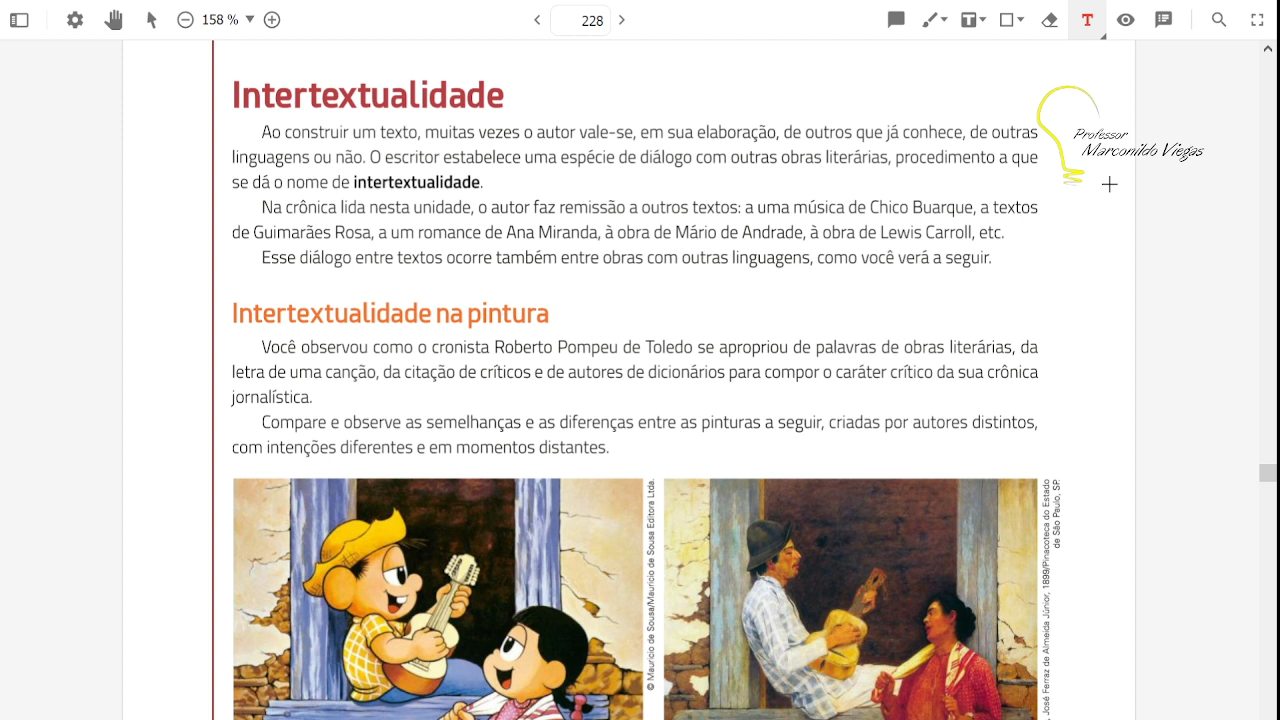 158 %
228
T
Intertextualidade
Ao construir um texto, muitas vezes o autor vale-se, em sua elaboração, de outros que já conhece, de outras
linguagens ou não. O escritor estabelece uma espécie de diálogo com outras obras literárias, procedimento a que
se dá o nome de intertextualidade.
Na crônica lida nesta unidade, o autor faz remissão a outros textos: a uma música de Chico Buarque, a textos
de Guimarães Rosa, a um romance de Ana Miranda, à obra de Mário de Andrade, à obra de Lewis Carroll, etc.
Esse diálogo entre textos ocorre também entre obras com outras linguagens, como você verá a seguir.
Professor
Marconildo Viegas
Intertextualidade na pintura
Você observou como o cronista Roberto Pompeu de Toledo se apropriou de palavras de obras literárias, da
letra de uma canção, da citação de críticos e de autores de dicionários para compor o caráter crítico da sua crônica
jornalística.
Compare e observe as semelhanças e as diferenças entre as pinturas a seguir, criadas por autores distintos,
com intenções diferentes e em momentos distantes.
© Mauricio de Sousa/Mauricio de Sousa Editora Ltda.
José Ferraz de Almeida Júnior, 1899/Pinacoteca do Estado
de São Paulo, SP.